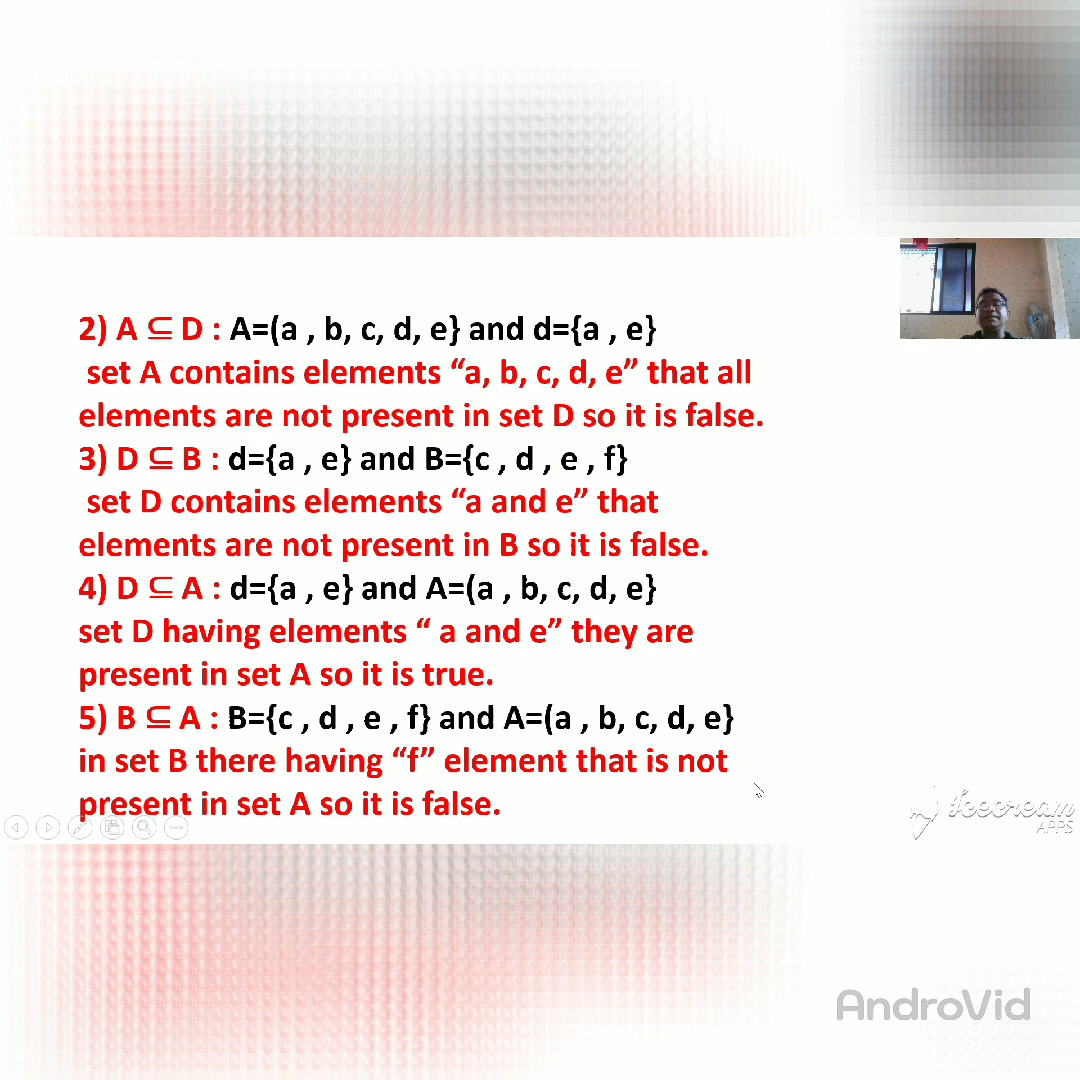 2) A ⊆ D : A=(a , b, c, d, e} and d={a , e}
set A contains elements “a, b, c, d, e” that all
elements are not present in set D so it is false.
3) D ⊆ B : d={a , e} and B={c , d , e , f}
set D contains elements “a and e” that
elements are not present in B so it is false.
4) D ⊆ A : d={a , e} and A=(a , b, c, d, e}
set D having elements “ a and e” they are
present in set A so it is true.
5) B ⊆ A : B={c , d , e , f} and A=(a , b, c, d, e}
in set B there having “f” element that is not
present in set A so it is false.
Icecream
APPS
AndroVid